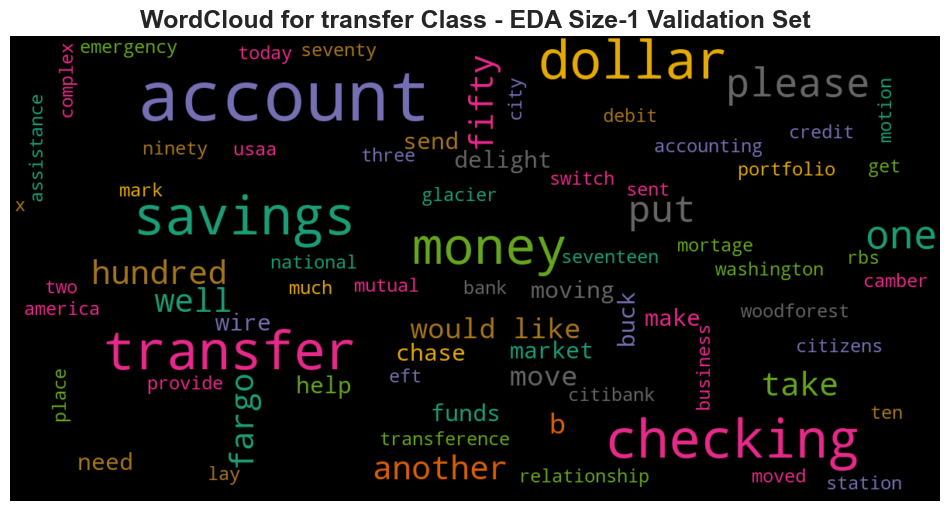 WordCloud for transfer Class - EDA Size-1 Validation Set
emergency
today
seventy
complex
account
fifty
city
dollar
please
motion
assistance
debit
credit
ninety
usaa
three
send
delight
accounting
portfolio
get
mark
x
glacier
switch
sent
savings
put
one
money
seventeen
mortage
rbs
national
washington
camber
hundred
two
much
mutual
bank
moving
america
well
wire
would like
buck
make
woodforest
transfer
chase
market
business
citizens
place
provide
fargo
help
eft
move
citibank
take
funds
b
ten
transference
checking
need
lay
another
relationship
moved
station